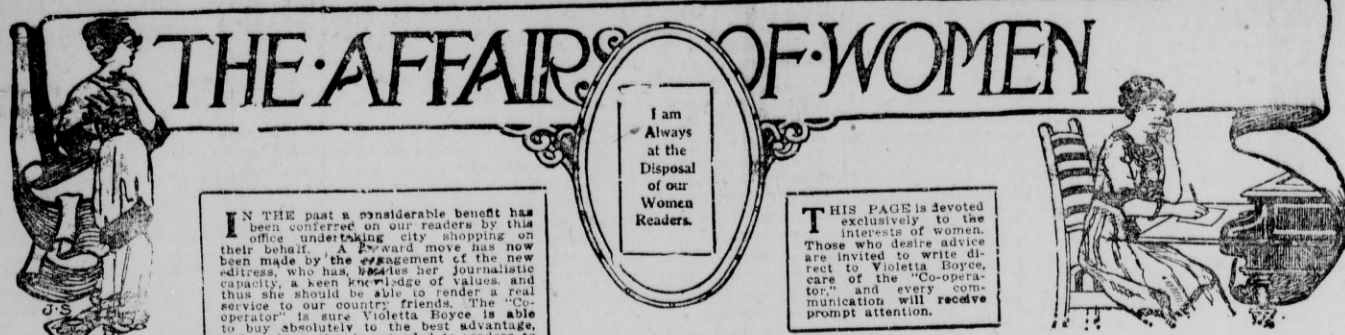 THE·AFFAIRS OF·WOMEN
I am
Always
at the
Disposal
of our
Women
Readers.
IN THE past a considerable benefit has
been conferred on our readers by this
office undertaking city shopping on
their behalf. A forward move has now
been made by the engagement of the new
editress, who has, besides her journalistic
capacity, a keen knowledge of values, and
thus she should be able to render a real
service to our country friends. The "Co-
operator" is sure Violetta Boyce is able
to buy absolutely to the best advantage,
THIS PAGE is devoted
exclusively to the
interests of women.
Those who desire advice
are invited to write di-
rect to Violetta Boyce,
care of the "Co-opera-
tor," and every com-
munication will receive
prompt attention.
J·S